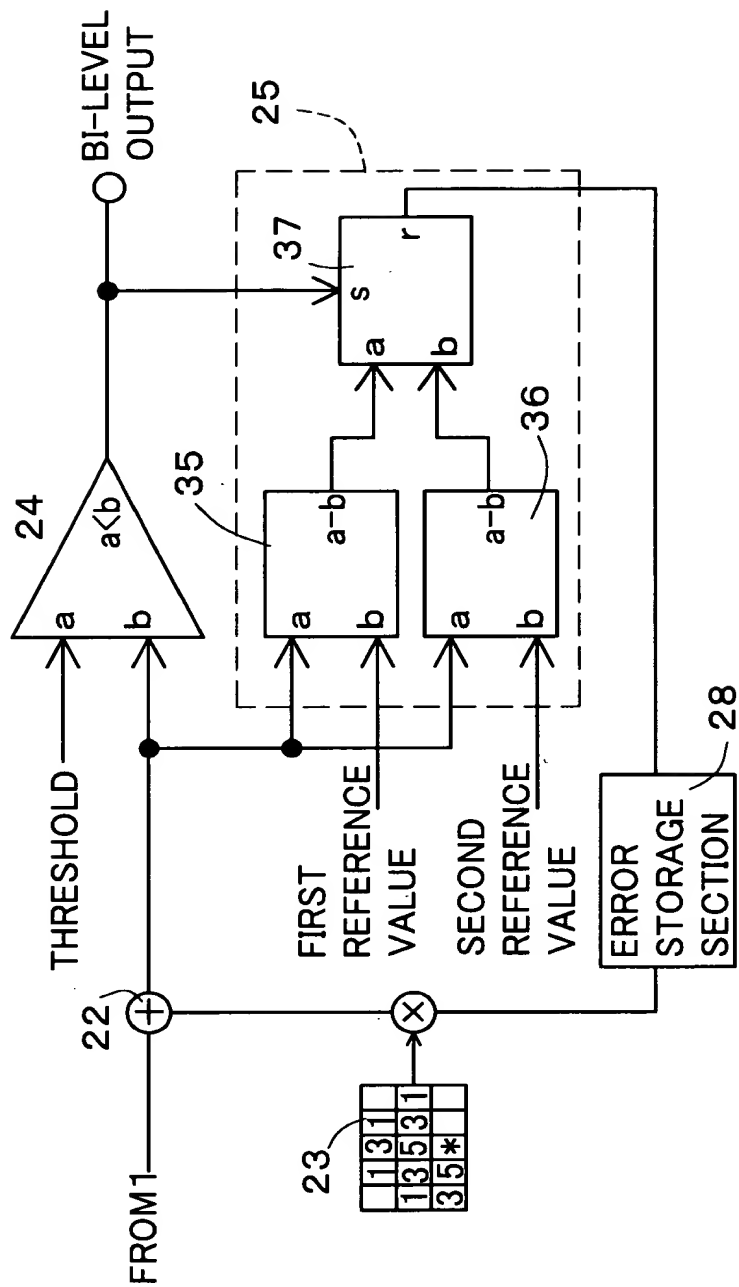 BI-LEVEL
OUTPUT
24
a<b
a
b
THRESHOLD
25
37
s
r
a
b
35
a-b
a
b
36
a-b
a
b
FROM1
22
+
FIRST
REFERENCE
VALUE
SECOND
REFERENCE
VALUE
×
23
1 3 1
1 3 5 3 1
3 5 *
ERROR
STORAGE
SECTION
28